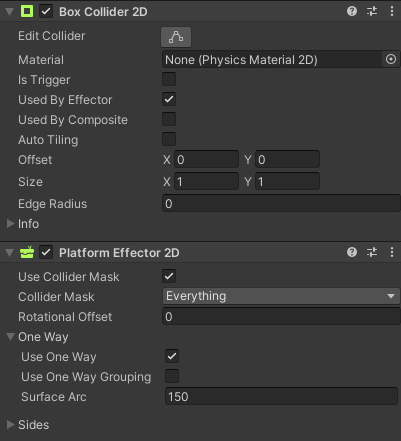 Box Collider 2D
Edit Collider
Material None (Physics Material 2D)
Is Trigger
Used By Effector
Used By Composite
Auto Tiling
Offset X 0 Y 0
Size X 1 Y 1
Edge Radius 0
Info
Platform Effector 2D
Use Collider Mask
Collider Mask Everything
Rotational Offset 0
One Way
Use One Way
Use One Way Grouping
Surface Arc 150
Sides